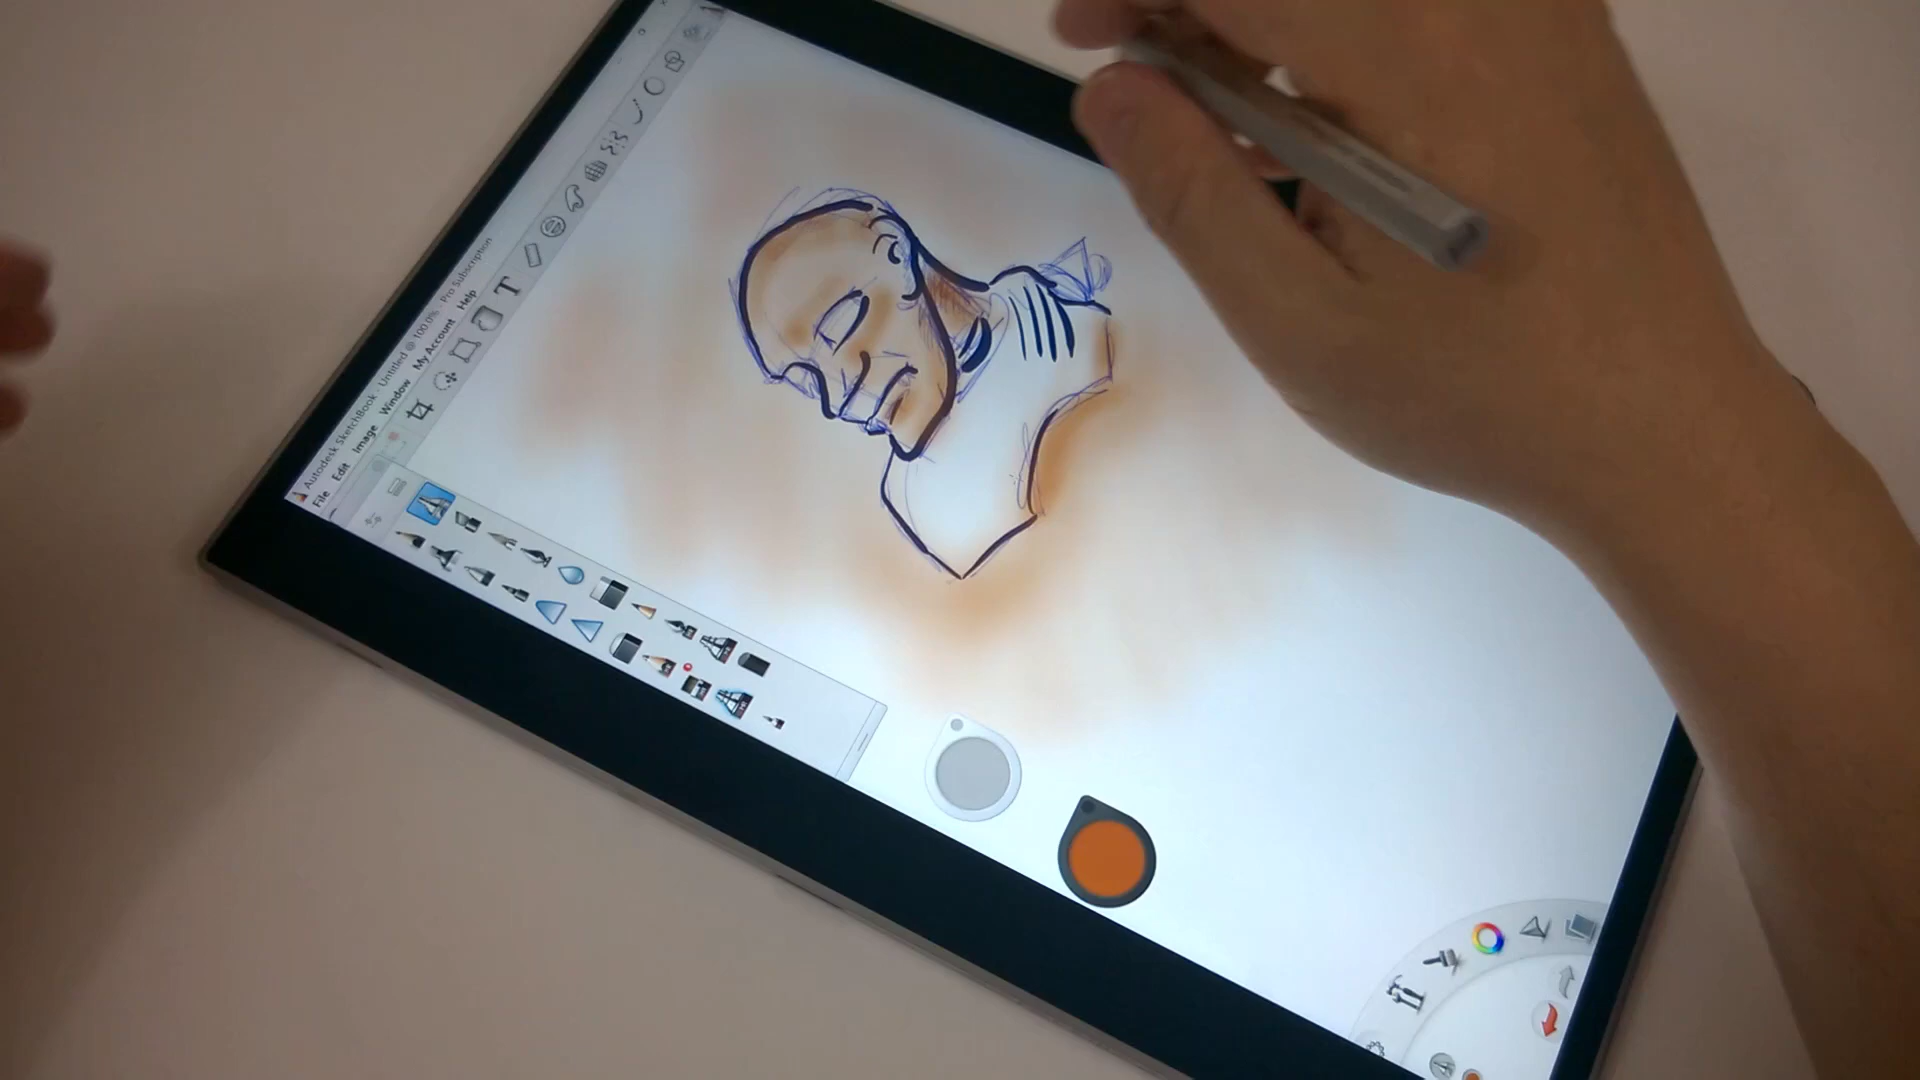 Autodesk SketchBook Untitled @ 100.0% Pro Subscription
File Edit Image Window My Account Help
T